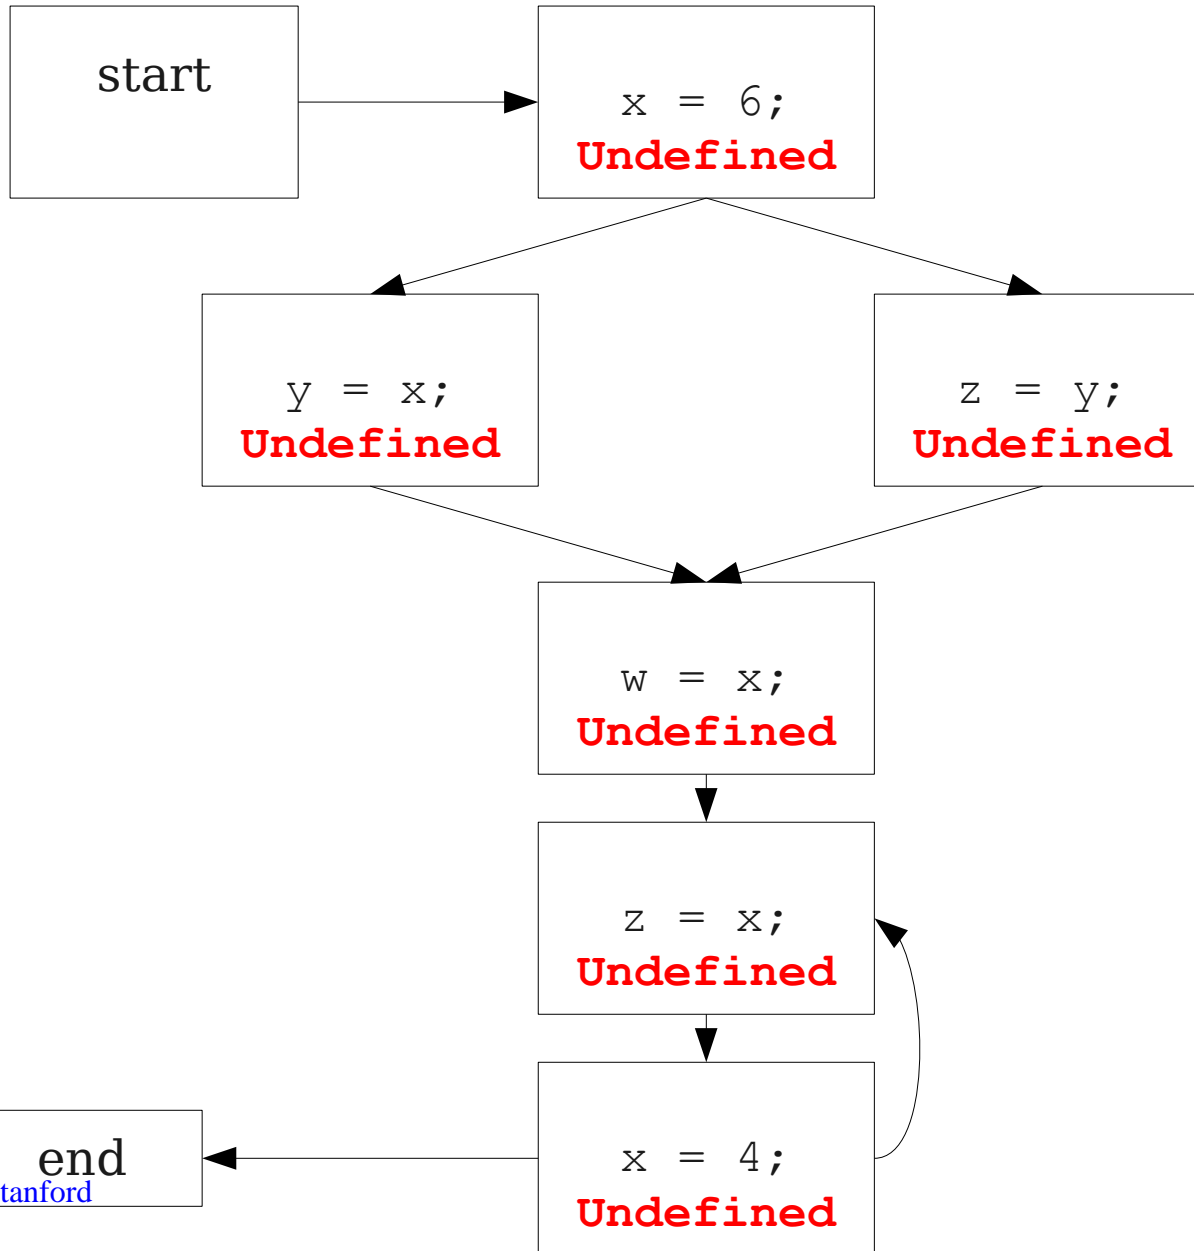 start
x = 6;
Undefined
y = x;
Undefined
z = y;
Undefined
w = x;
Undefined
z = x;
Undefined
x = 4;
Undefined
end
tanford